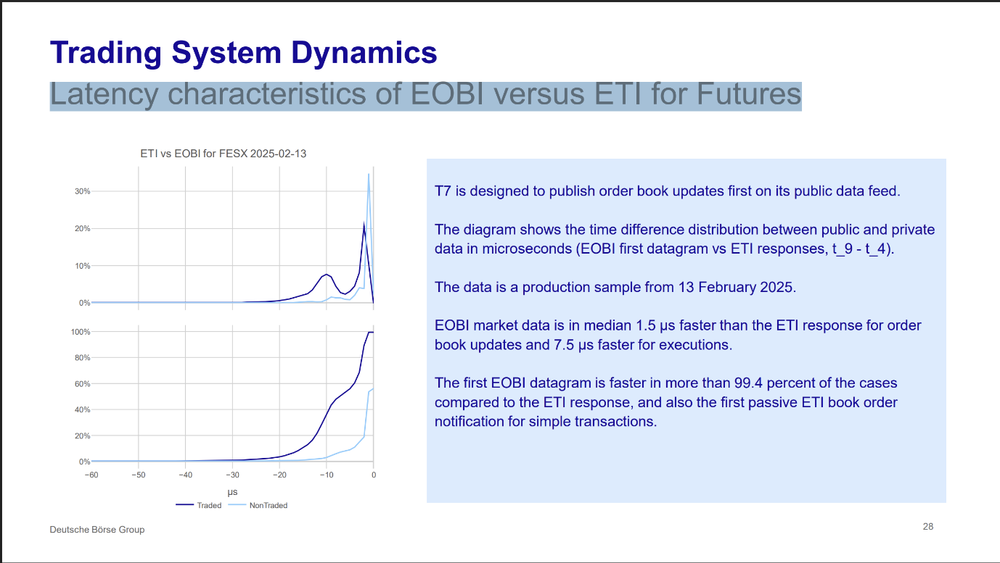 Trading System Dynamics
Latency characteristics of EOBI versus ETI for Futures
ETI vs EOBI for FESX 2025-02-13
30%
20%
10%
0%
100%
80%
60%
40%
20%
0%
−60 −50 −40 −30 −20 −10 0
µs
Traded NonTraded
T7 is designed to publish order book updates first on its public data feed.
The diagram shows the time difference distribution between public and private
data in microseconds (EOBI first datagram vs ETI responses, t_9 - t_4).
The data is a production sample from 13 February 2025.
EOBI market data is in median 1.5 µs faster than the ETI response for order
book updates and 7.5 µs faster for executions.
The first EOBI datagram is faster in more than 99.4 percent of the cases
compared to the ETI response, and also the first passive ETI book order
notification for simple transactions.
Deutsche Börse Group
28